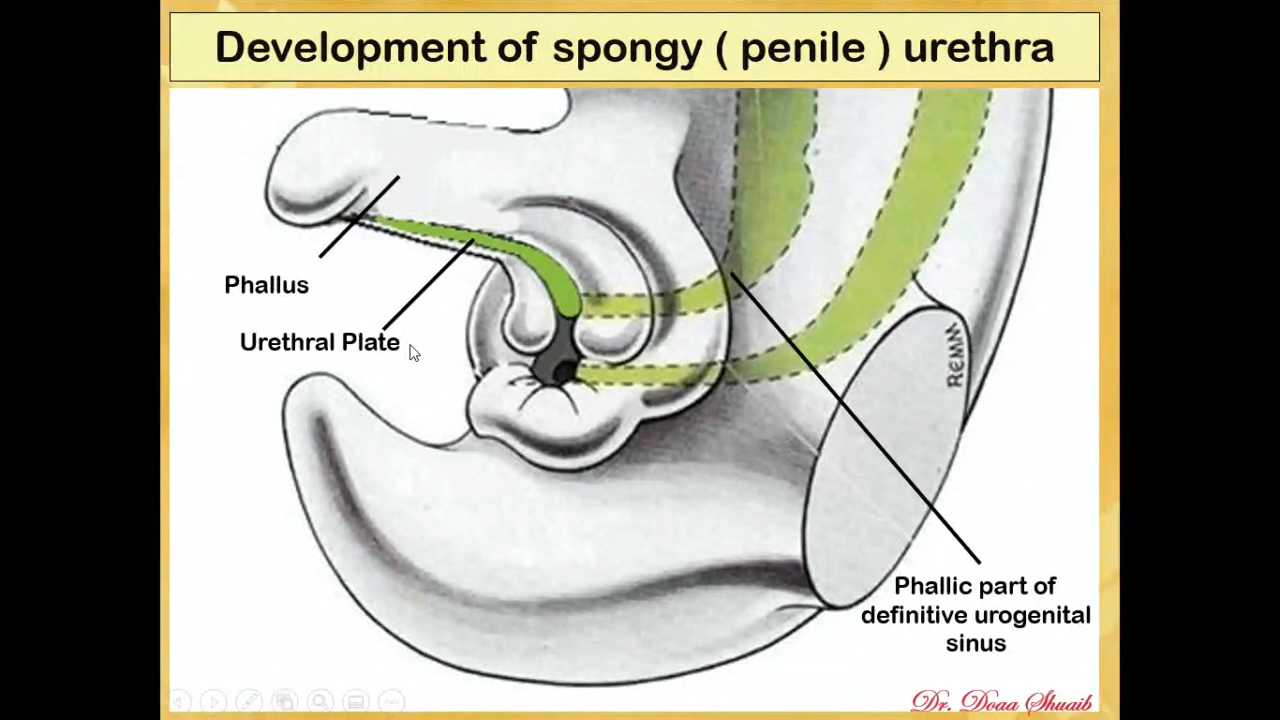 Development of spongy ( penile ) urethra
Phallus
Urethral Plate
REMM
Phallic part of
definitive urogenital
sinus
Dr. Doaa Shuaib